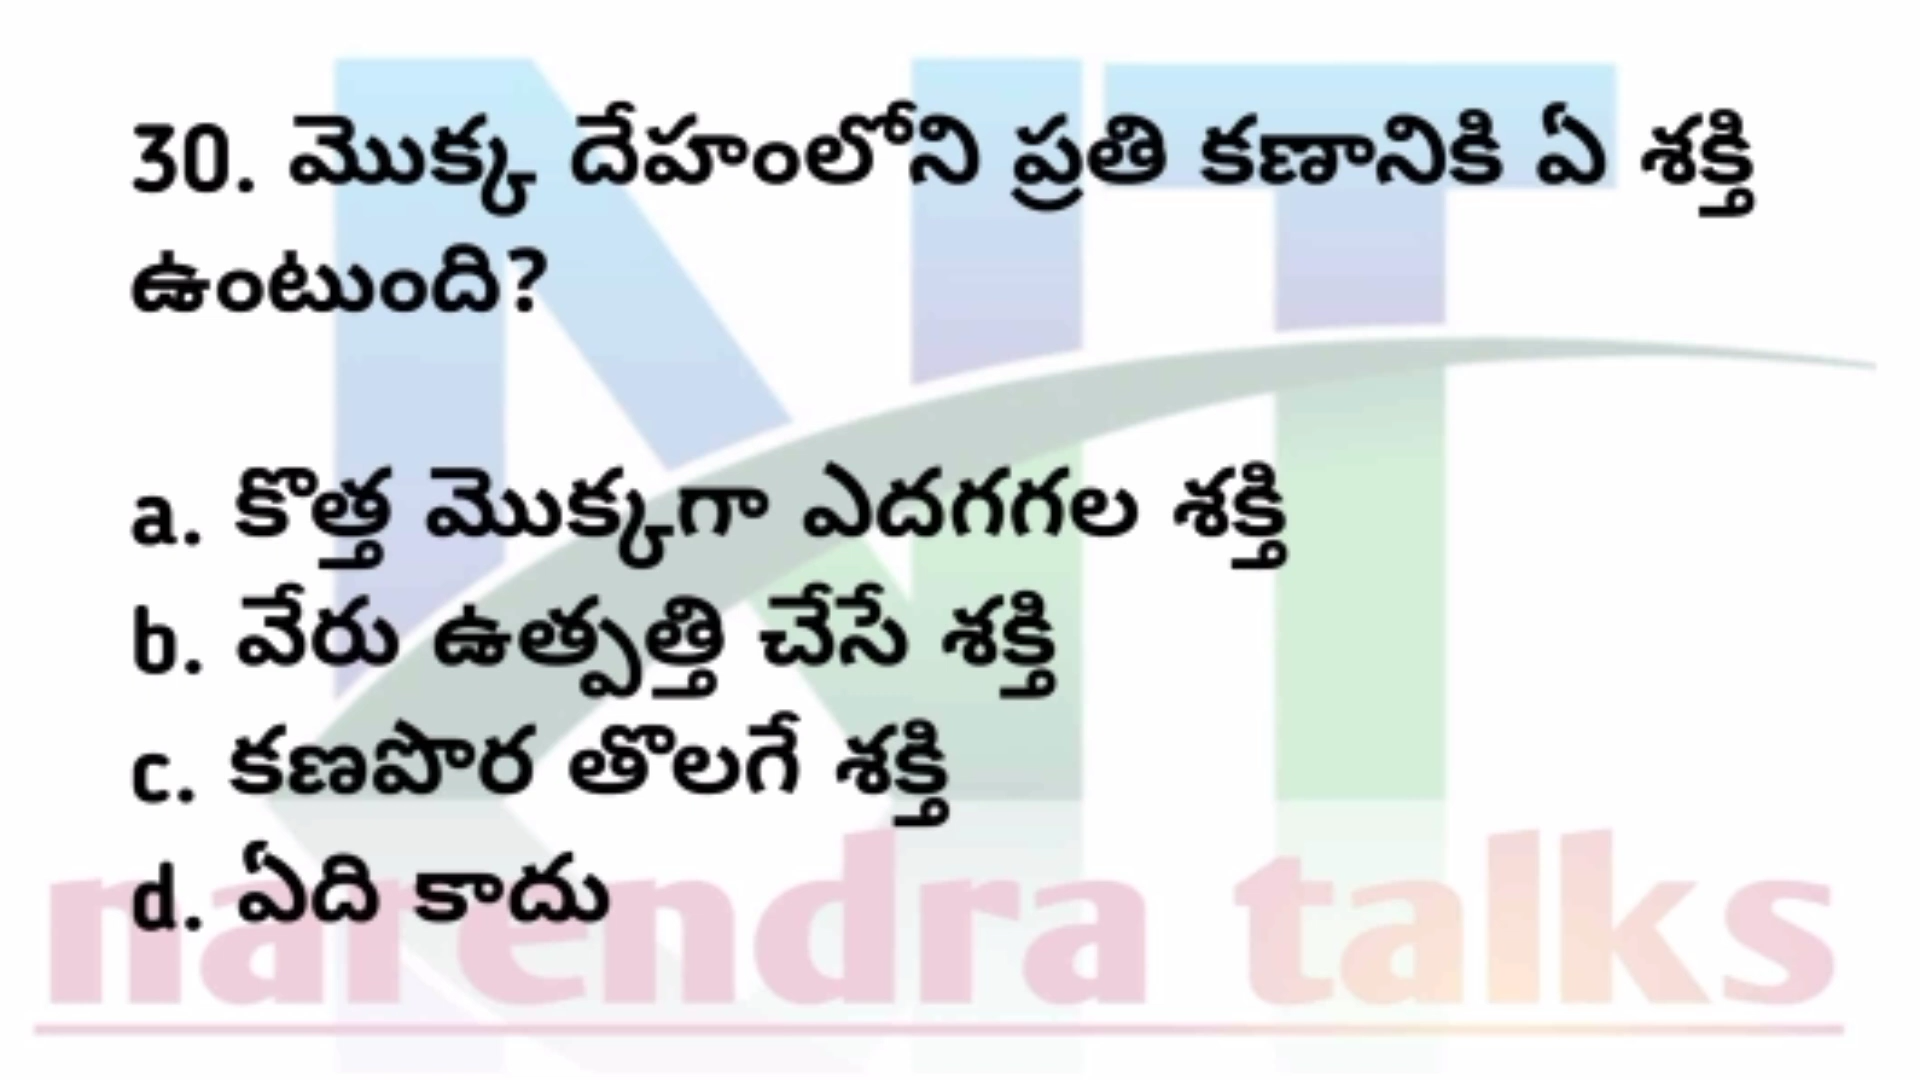 30. మొక్క దేహంలోని ప్రతి కణానికి ఏ శక్తి
ఉంటుంది?
a. కొత్త మొక్కగా ఎదగగల శక్తి
b. వేరు ఉత్పత్తి చేసే శక్తి
c. కణపొర తొలగే శక్తి
d. ఏది కాదు
narendra talks